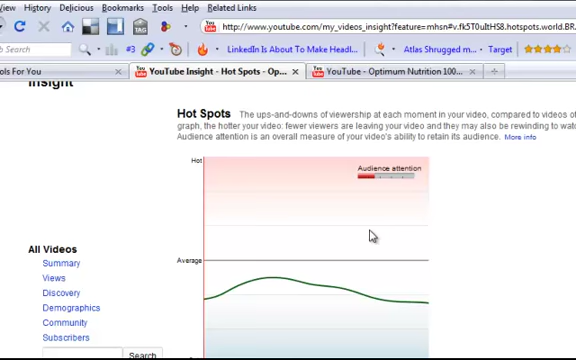 View History Delicious Bookmarks Tools Help Related Links
http://www.youtube.com/my_videos_insight?feature=mhsn#v.fk5T0uItHS8.hotspots.world.BR.
Search #3 LinkedIn Is About To Make Headl... Atlas Shrugged m...
ols For You YouTube Insight - Hot Spots - Op... YouTube - Optimum Nutrition 100...
Insight
Hot Spots The ups-and-downs of viewership at each moment in your video, compared to videos of
graph, the hotter your video: fewer viewers are leaving your video and they may also be rewinding to watch
Audience attention is an overall measure of your video's ability to retain its audience. More info
Hot
Audience attention
Average
All Videos
Summary
Views
Discovery
Demographics
Community
Subscribers
Search